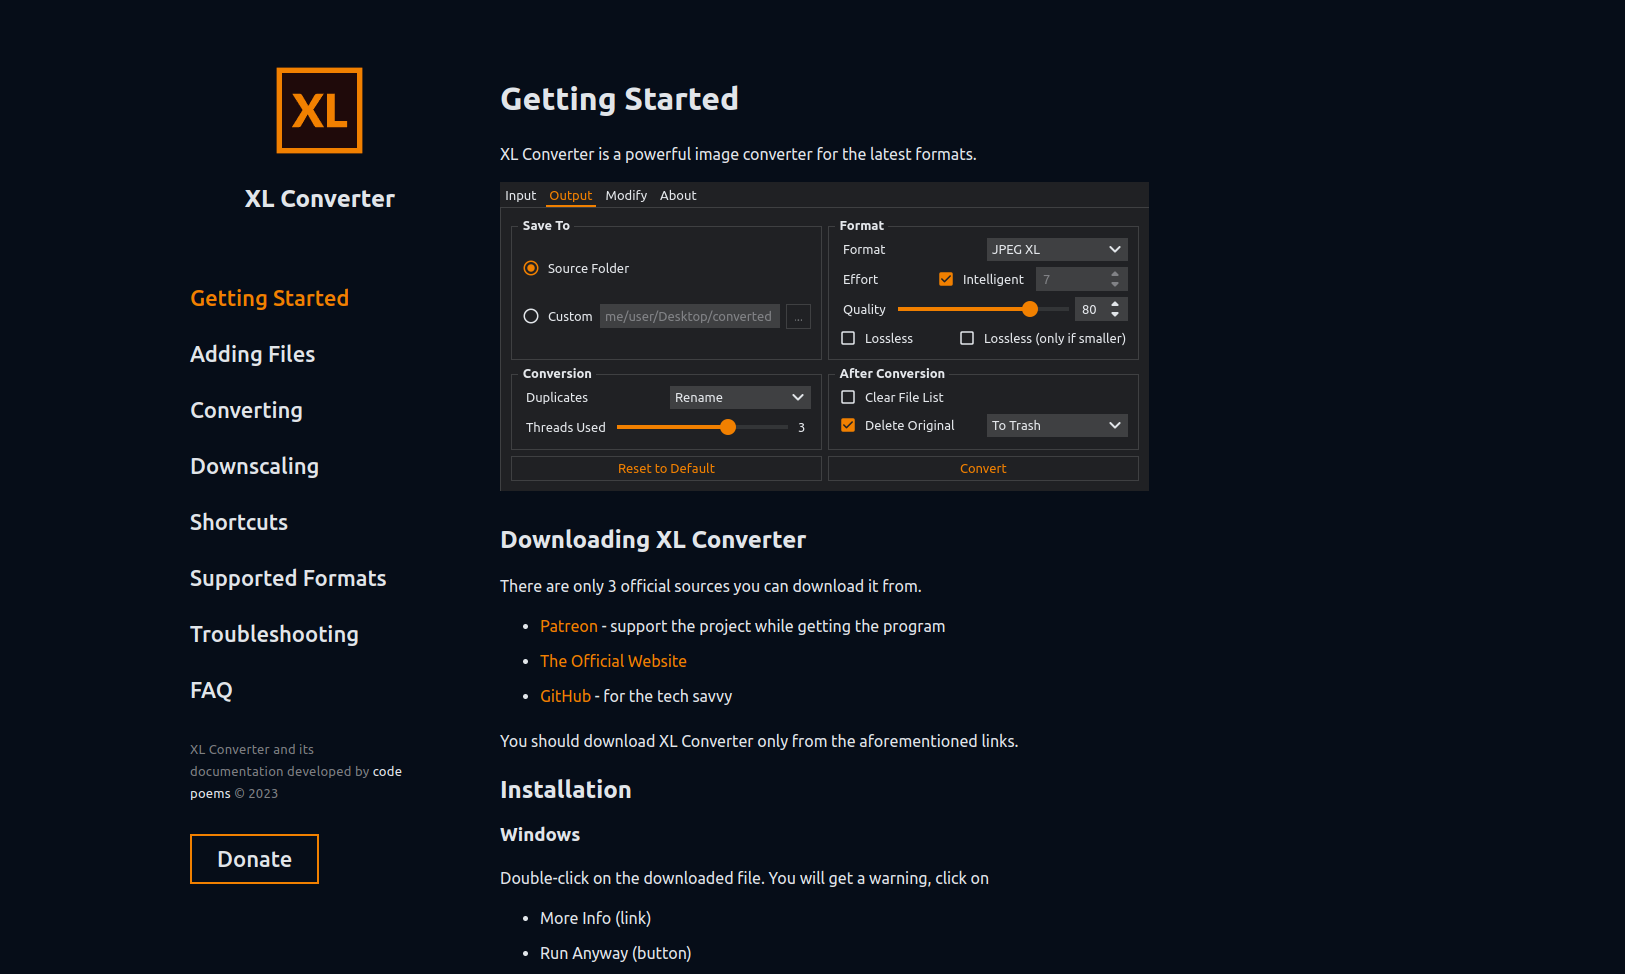 XL
XL Converter
Getting Started
Adding Files
Converting
Downscaling
Shortcuts
Supported Formats
Troubleshooting
FAQ
XL Converter and its
documentation developed by code
poems © 2023
Donate
Getting Started
XL Converter is a powerful image converter for the latest formats.
Input Output Modify About
Save To
Source Folder
Custom me/user/Desktop/converted ...
Format
Format JPEG XL
Effort Intelligent 7
Quality 80
Lossless Lossless (only if smaller)
Conversion
Duplicates Rename
Threads Used 3
After Conversion
Clear File List
Delete Original To Trash
Reset to Default Convert
Downloading XL Converter
There are only 3 official sources you can download it from.
• Patreon - support the project while getting the program
• The Official Website
• GitHub - for the tech savvy
You should download XL Converter only from the aforementioned links.
Installation
Windows
Double-click on the downloaded file. You will get a warning, click on
• More Info (link)
• Run Anyway (button)